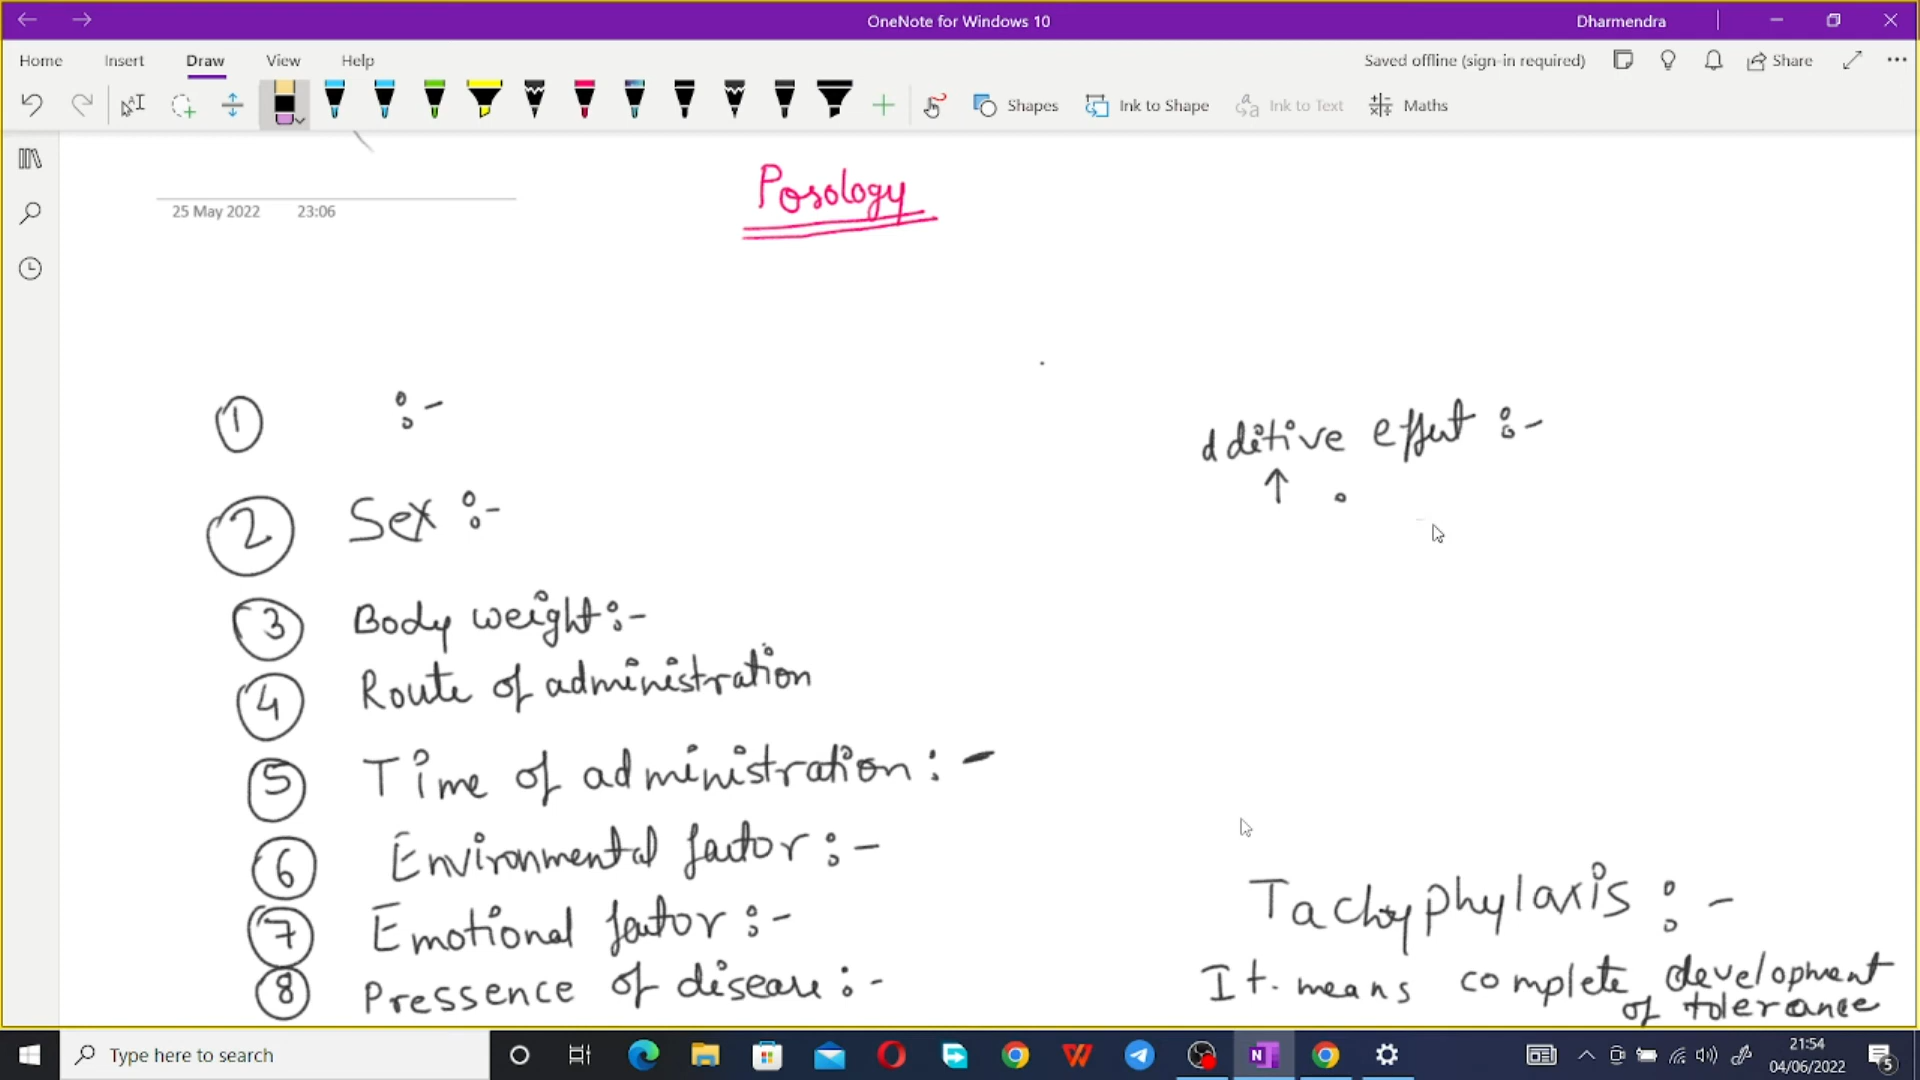 OneNote for Windows 10
Dharmendra
Home Insert Draw View Help
Saved offline (sign-in required)
Share
Shapes Ink to Shape Ink to Text Maths
Posology
25 May 2022 23:06
① :-
② Sex :-
③ Body weight :-
④ Route of administration
⑤ Time of administration : -
⑥ Environmental factor : -
⑦ Emotional factor : -
⑧ Pressence of disease : -
dditive effect :-
↑
Tachyphylaxis : -
It means complete development
of tolerance
Type here to search
21:54
04/06/2022
5